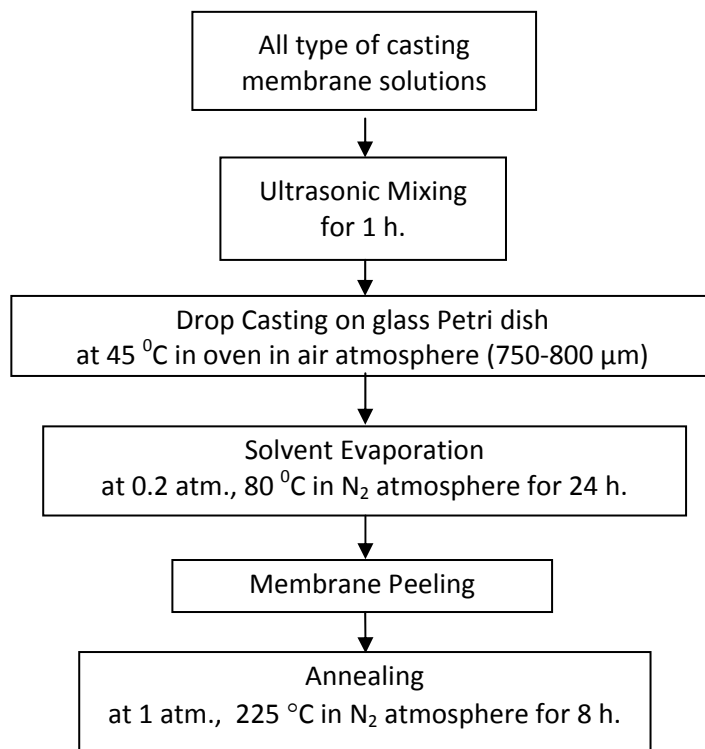 All type of casting
membrane solutions
Ultrasonic Mixing
for 1 h.
Drop Casting on glass Petri dish
at 45 ⁰C in oven in air atmosphere (750-800 µm)
Solvent Evaporation
at 0.2 atm., 80 ⁰C in N₂ atmosphere for 24 h.
Membrane Peeling
Annealing
at 1 atm., 225 °C in N₂ atmosphere for 8 h.